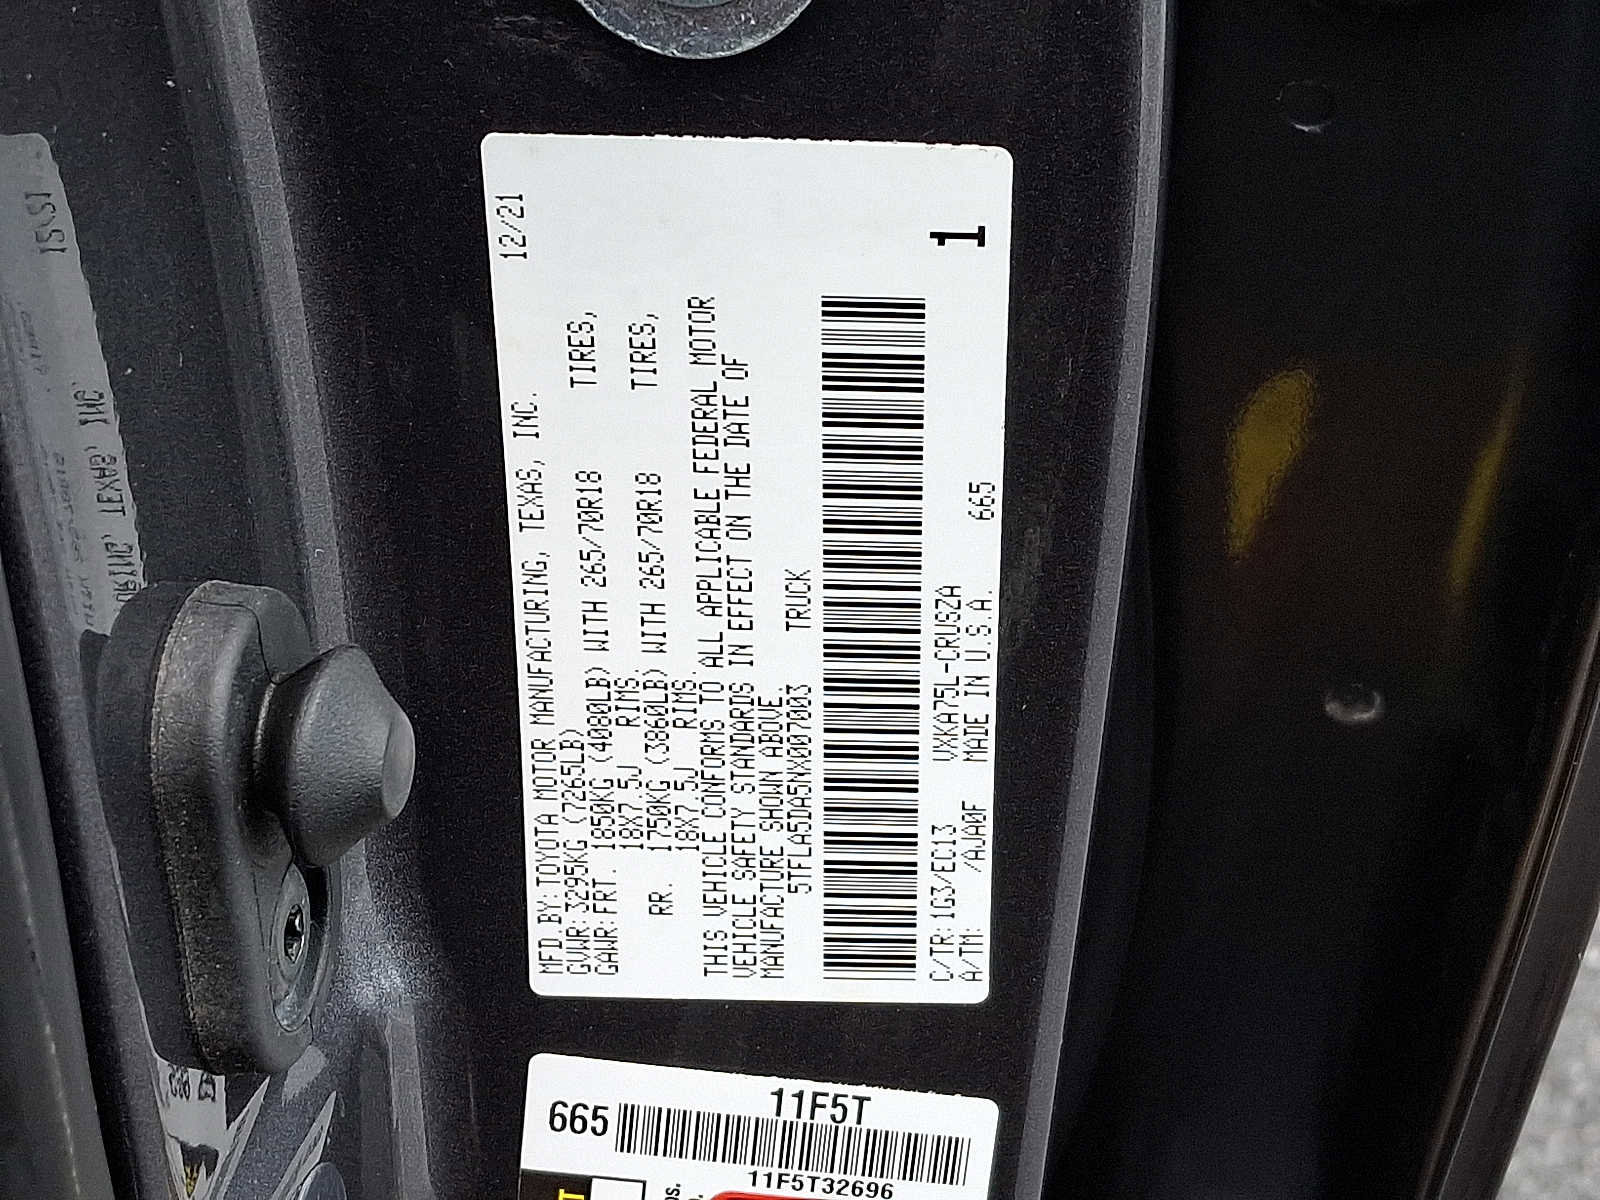 12/21
MFD.BY:TOYOTA MOTOR MANUFACTURING, TEXAS, INC.
GVWR:3295KG (7265LB)
GAWR:FRT. 1850KG (4080LB) WITH 265/70R18 TIRES,
18X7.5J RIMS.
RR. 1750KG (3860LB) WITH 265/70R18 TIRES,
18X7.5J RIMS.
THIS VEHICLE CONFORMS TO ALL APPLICABLE FEDERAL MOTOR
VEHICLE SAFETY STANDARDS IN EFFECT ON THE DATE OF
MANUFACTURE SHOWN ABOVE.
5TFLA5DA5NX007003 TRUCK
1
C/TR:1G3/EC13 VXKA75L-CRUSZA
A/TM: /AJA0F MADE IN U.S.A. 665
11F5T
665
11F5T32696